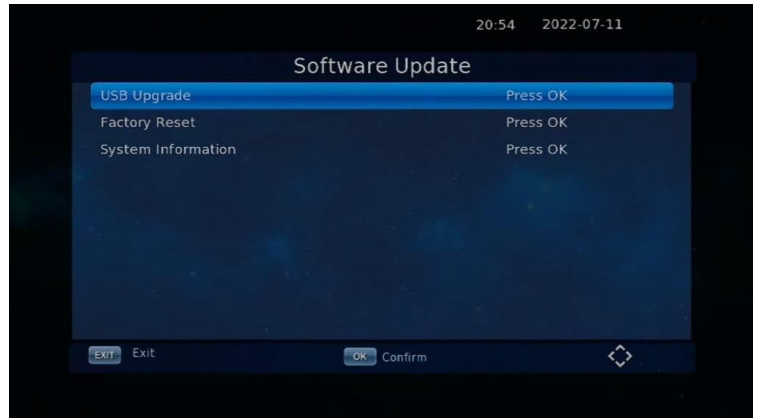 20:54 2022-07-11
Software Update
USB Upgrade Press OK
Factory Reset Press OK
System Information Press OK
EXIT Exit OK Confirm